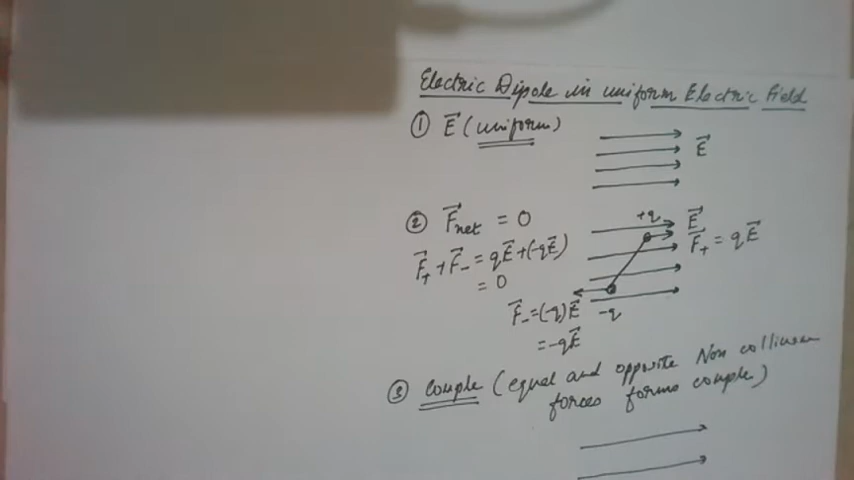 Electric Dipole in uniform Electric Field
① E⃗ (uniform)
E⃗
② F⃗net = 0
+q E⃗
F⃗+ + F⃗- = qE⃗ + (-qE⃗)
F⃗+ = qE⃗
= 0
F⃗- = (-q)E⃗ -q
= -qE⃗
③ Couple (equal and opposite Non collinear
forces forms couple)